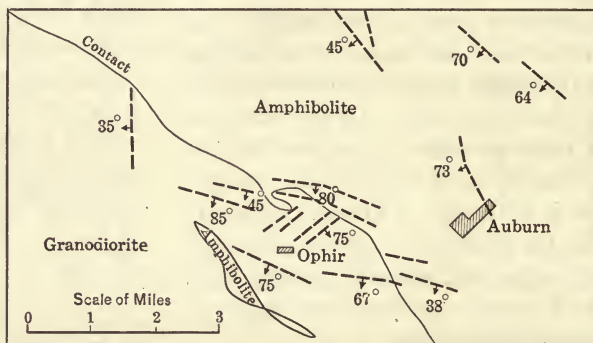 45°
70°
64°
Contact
Amphibolite
35°
73°
80°
45°
85°
75°
Auburn
Granodiorite
Amphibolite
Ophir
75°
67°
38°
Scale of Miles
0 1 2 3